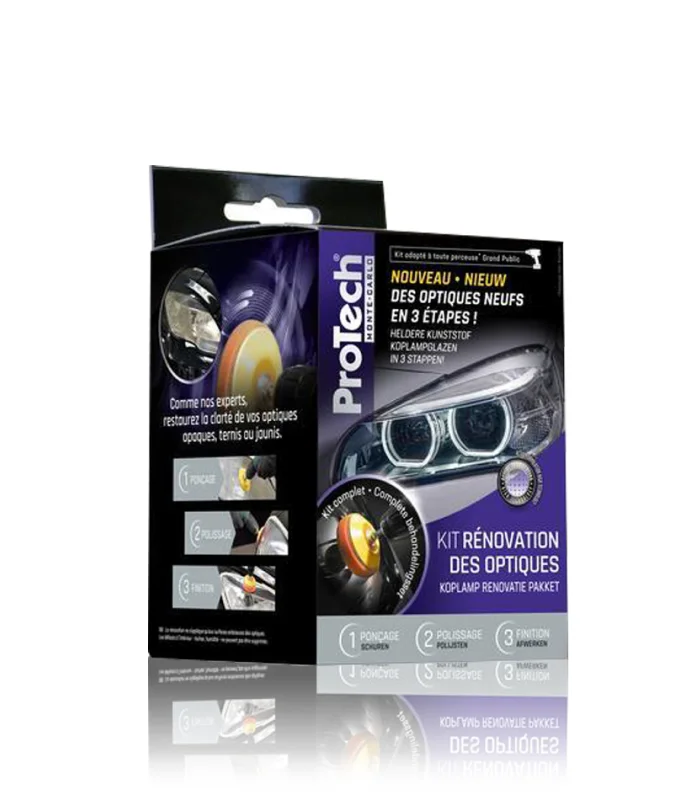 Comme nos experts,
restaurez la clarté de vos optiques
opaques, ternis ou jaunis.
1 PONÇAGE
2 POLISSAGE
3 FINITION
ProTech®
MONTE-CARLO
Kit adapté à toute perceuse* Grand Public
NOUVEAU • NIEUW
DES OPTIQUES NEUFS
EN 3 ÉTAPES !
HELDERE KUNSTSTOF
KOPLAMPGLAZEN
IN 3 STAPPEN!
Kit complet • Complete behandelingsset
KIT RÉNOVATION
DES OPTIQUES
KOPLAMP RENOVATIE PAKKET
1 PONÇAGE
SCHUREN
2 POLISSAGE
POLIJSTEN
3 FINITION
AFWERKEN